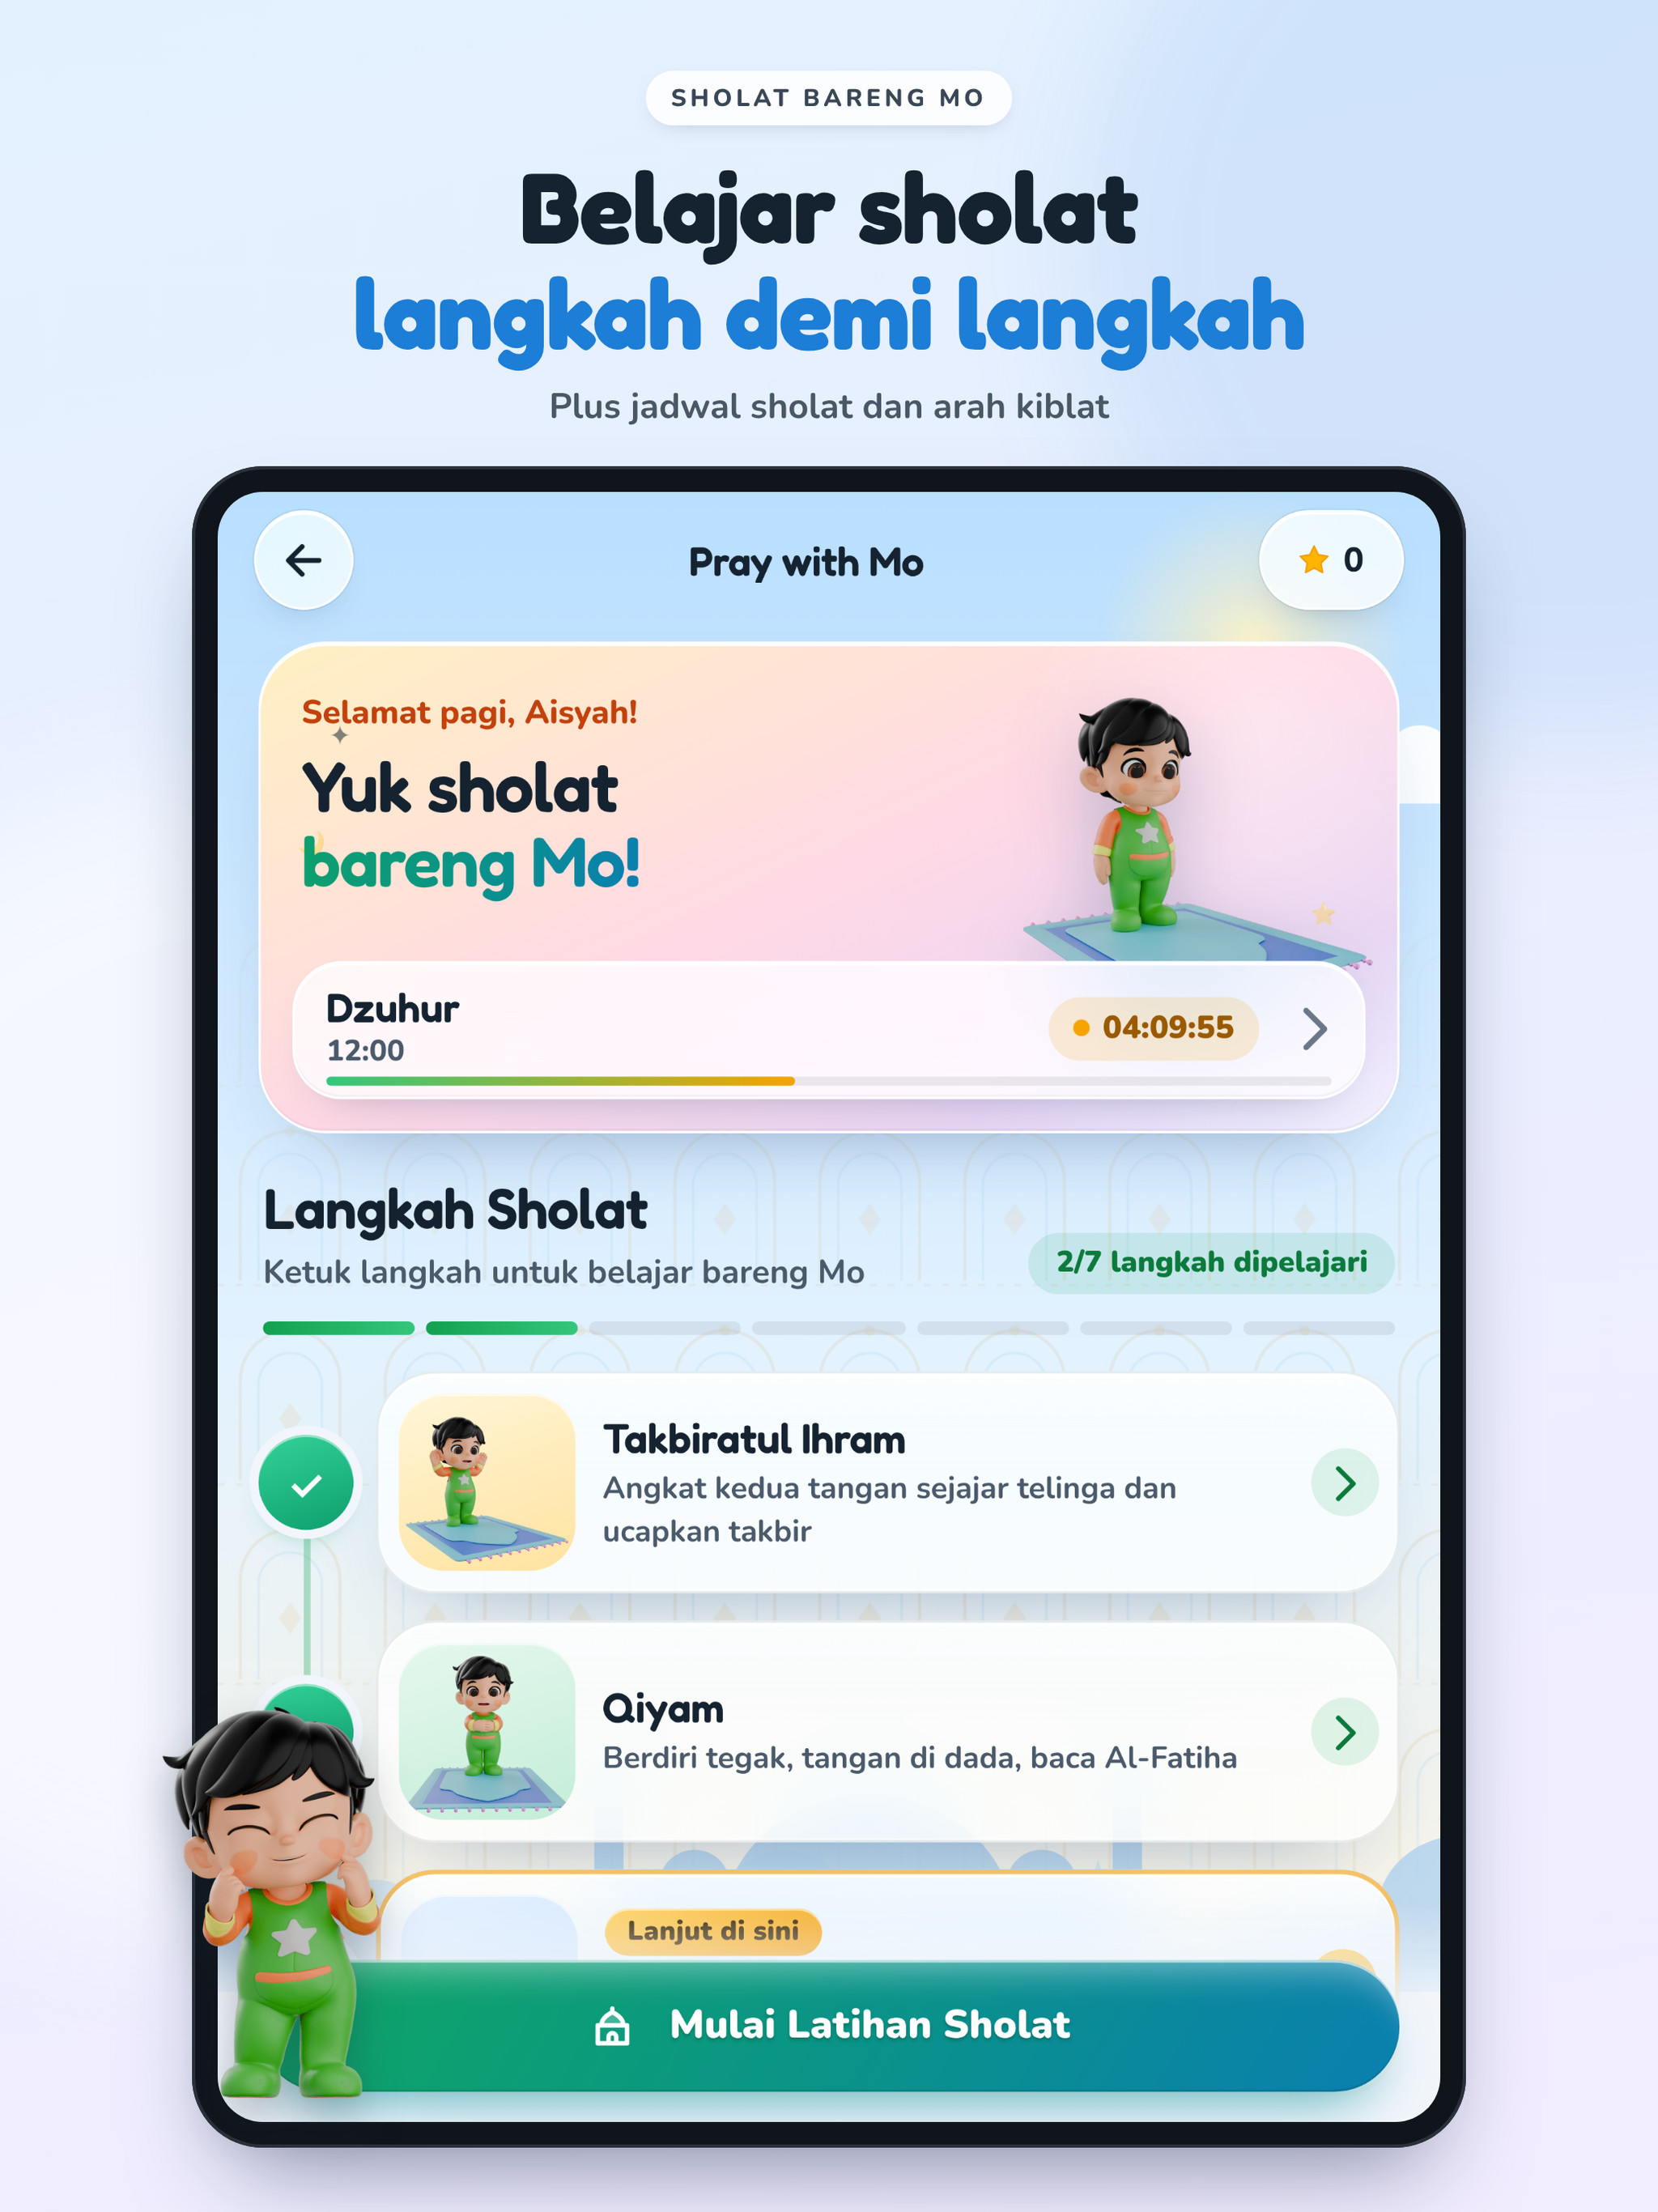 SHOLAT BARENG MO
Belajar sholat
langkah demi langkah
Plus jadwal sholat dan arah kiblat
Pray with Mo
0
Selamat pagi, Aisyah!
Yuk sholat
bareng Mo!
Dzuhur
12:00
04:09:55
Langkah Sholat
Ketuk langkah untuk belajar bareng Mo
2/7 langkah dipelajari
Takbiratul Ihram
Angkat kedua tangan sejajar telinga dan
ucapkan takbir
Qiyam
Berdiri tegak, tangan di dada, baca Al-Fatiha
Lanjut di sini
Mulai Latihan Sholat